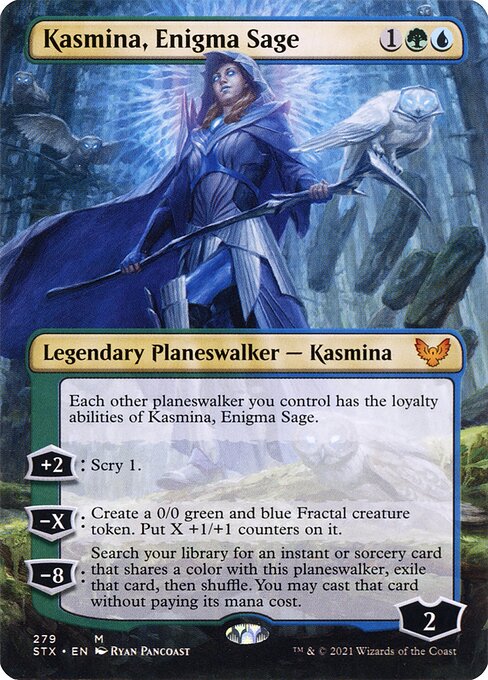 Kasmina, Enigma Sage 1
Legendary Planeswalker — Kasmina
Each other planeswalker you control has the loyalty
abilities of Kasmina, Enigma Sage.
+2 : Scry 1.
−X : Create a 0/0 green and blue Fractal creature
token. Put X +1/+1 counters on it.
Search your library for an instant or sorcery card
−8 : that shares a color with this planeswalker, exile
that card, then shuffle. You may cast that card
without paying its mana cost.
2
279 M
STX • EN Ryan Pancoast
™ & © 2021 Wizards of the Coast